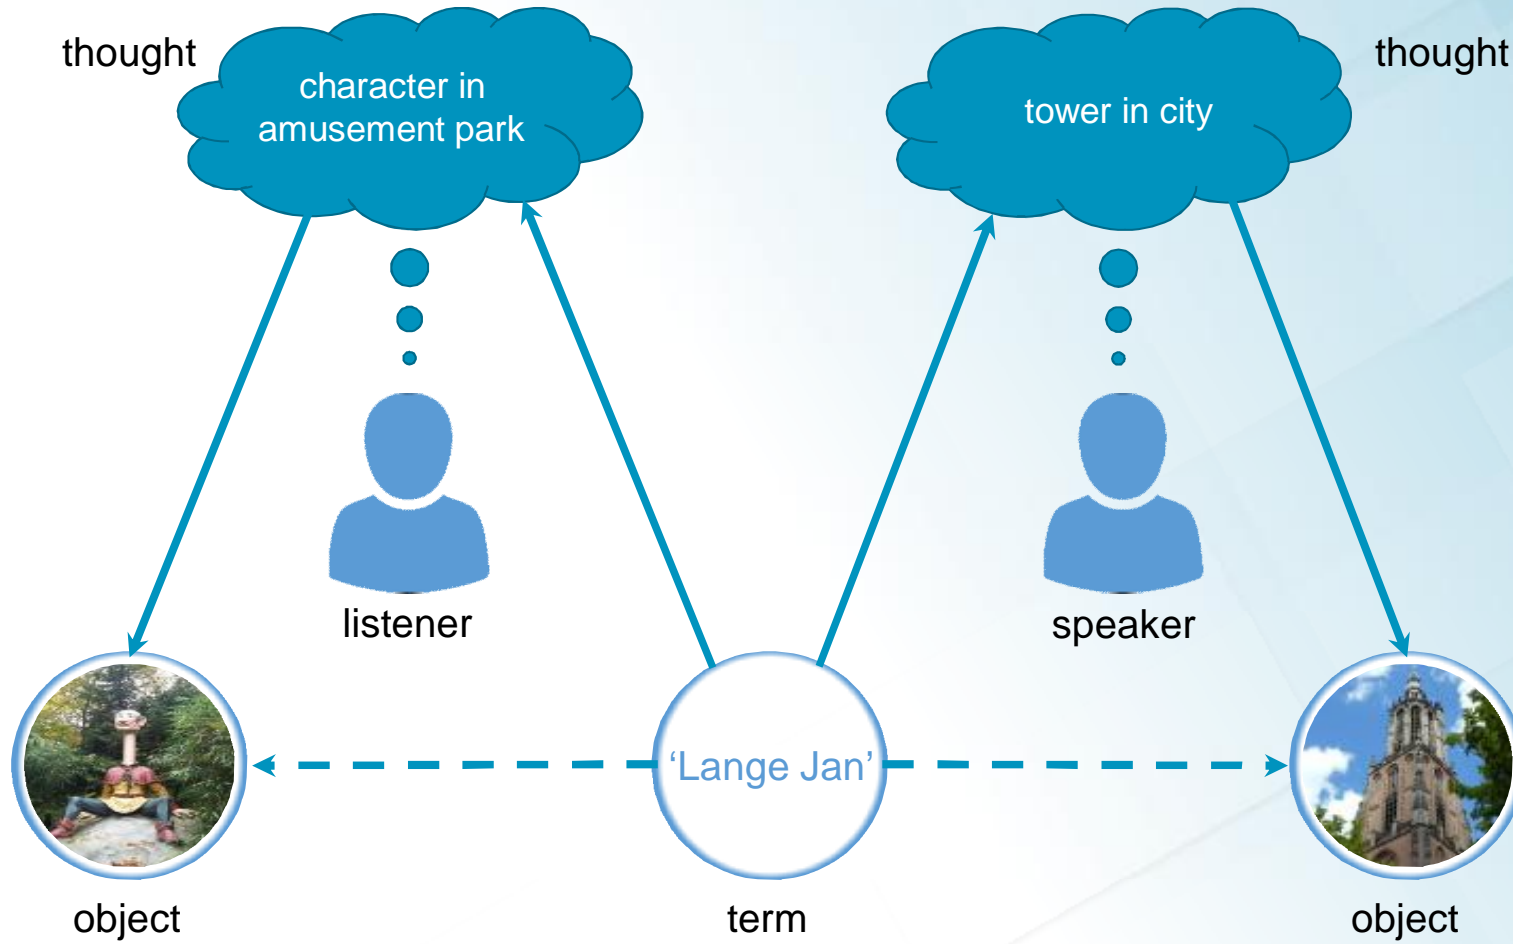 thought
character in
amusement park
thought
tower in city
listener
speaker
‘Lange Jan’
object
term
object